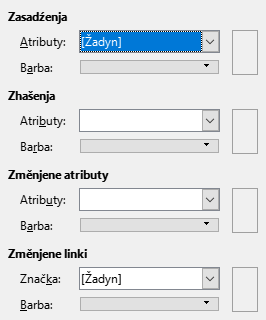 Zasadźenja
Atributy: [Žadyn]
Barba:
Zhašenja
Atributy:
Barba:
Změnjene atributy
Atributy:
Barba:
Změnjene linki
Značka: [Žadyn]
Barba: